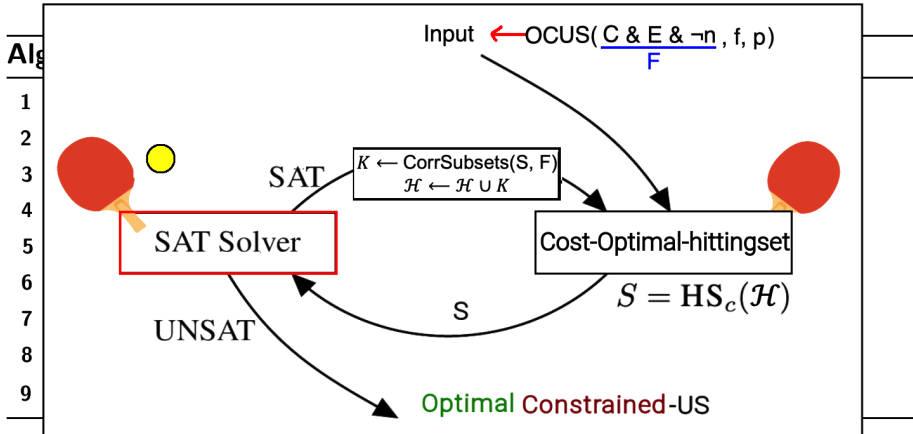 Input ← OCUS( C & E & ¬n , f, p)
F
Alg
1
2
3
4
5
6
7
8
9
SAT
K ← CorrSubsets(S, F)
ℋ ← ℋ ∪ K
SAT Solver
Cost-Optimal-hittingset
S = HS_c(ℋ)
S
UNSAT
Optimal Constrained-US